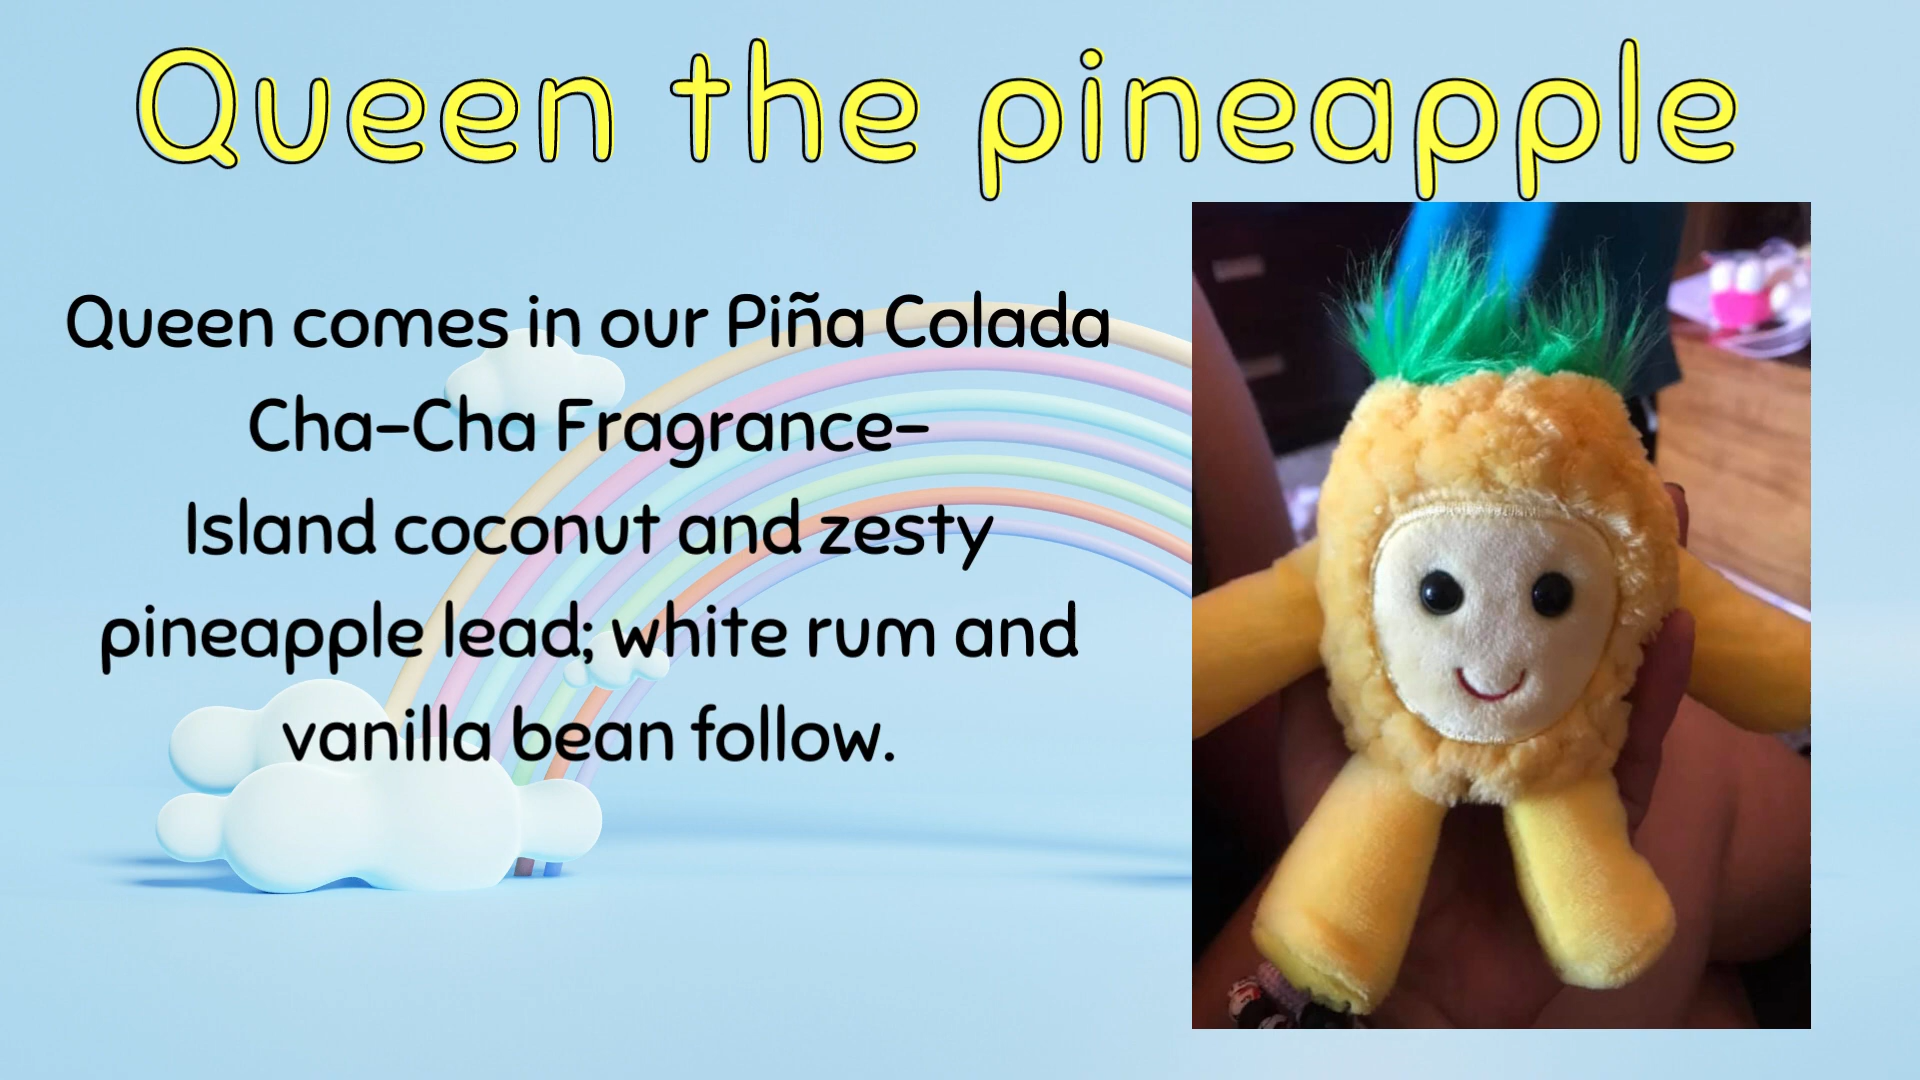 Queen the pineapple
Queen comes in our Piña Colada
Cha-Cha Fragrance-
Island coconut and zesty
pineapple lead; white rum and
vanilla bean follow.